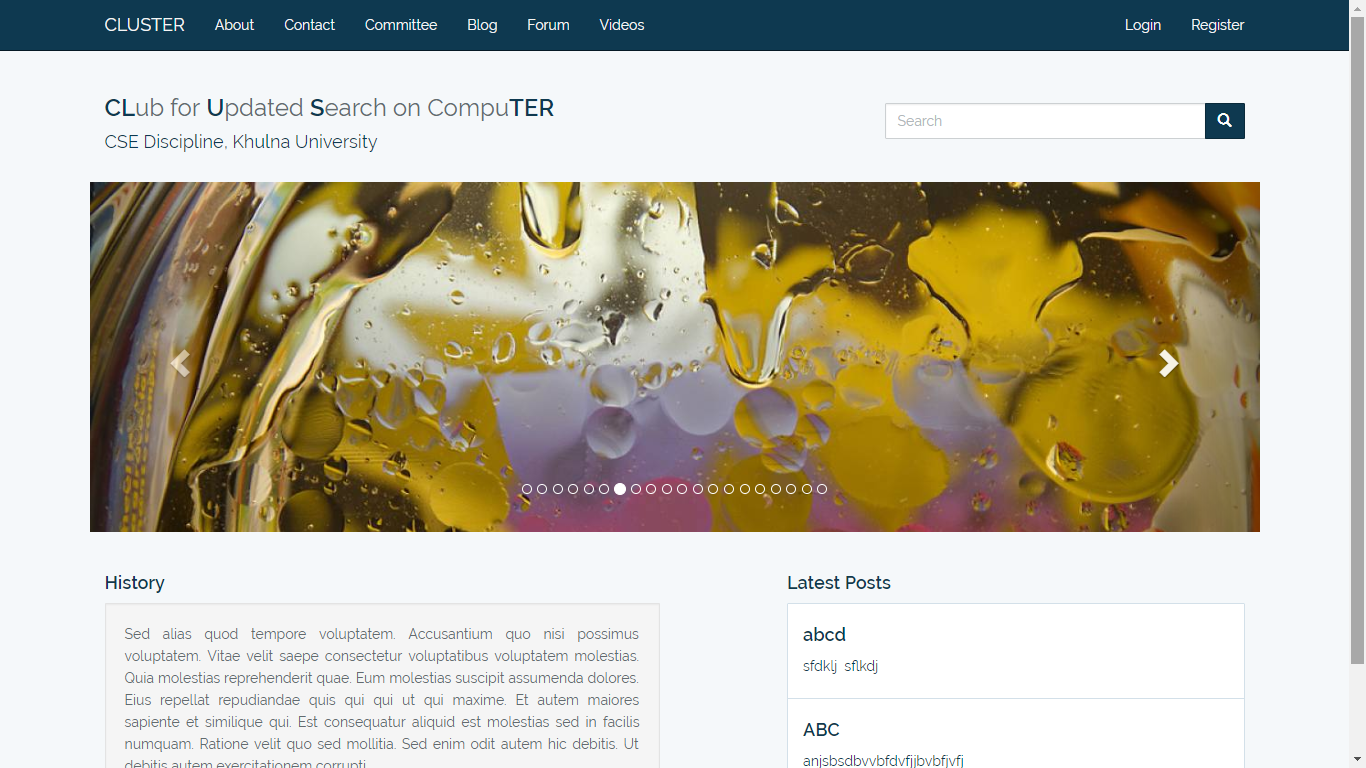 CLUSTER About Contact Committee Blog Forum Videos Login Register
CLub for Updated Search on CompuTER
Search
CSE Discipline, Khulna University
History
Latest Posts
Sed alias quod tempore voluptatem. Accusantium quo nisi possimus
voluptatem. Vitae velit saepe consectetur voluptatibus voluptatem molestias.
Quia molestias reprehenderit quae. Eum molestias suscipit assumenda dolores.
Eius repellat repudiandae quis qui qui ut qui maxime. Et autem maiores
sapiente et similique qui. Est consequatur aliquid est molestias sed in facilis
numquam. Ratione velit quo sed mollitia. Sed enim odit autem hic debitis. Ut
debitis autem exercitationem corrupti
abcd
sfdklj sflkdj
ABC
anjsbsdbvvbfdvfjjbvbfjvfj